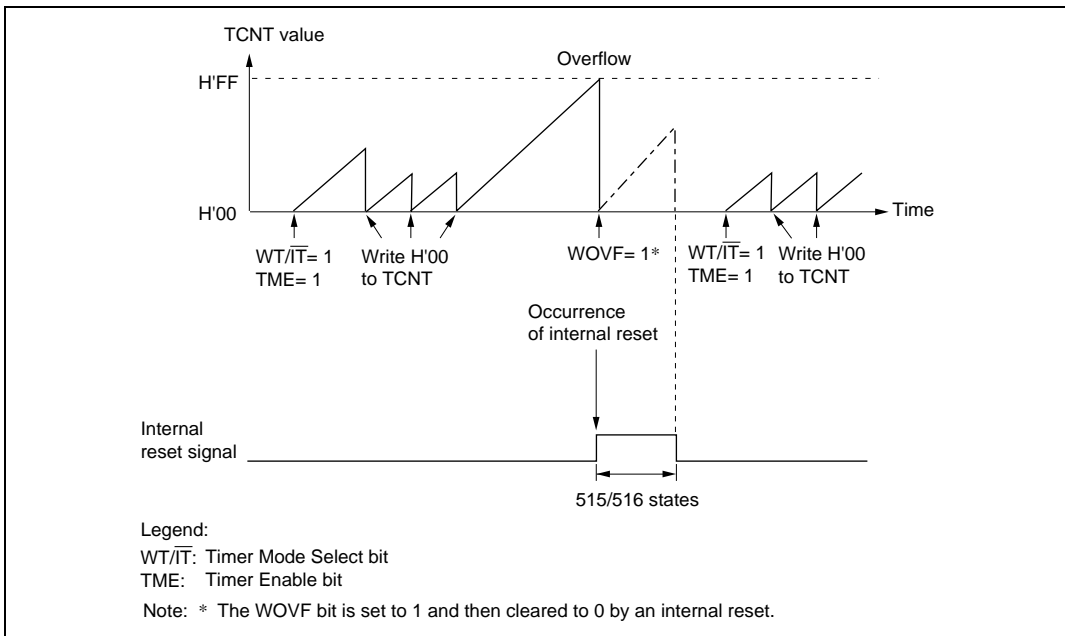 TCNT value
Overflow
H'FF
H'00
Time
WT/I̅T̅= 1
TME= 1
Write H'00
to TCNT
WOVF= 1*
WT/I̅T̅= 1
TME= 1
Write H'00
to TCNT
Occurrence
of internal reset
Internal
reset signal
515/516 states
Legend:
WT/I̅T̅: Timer Mode Select bit
TME: Timer Enable bit
Note: * The WOVF bit is set to 1 and then cleared to 0 by an internal reset.